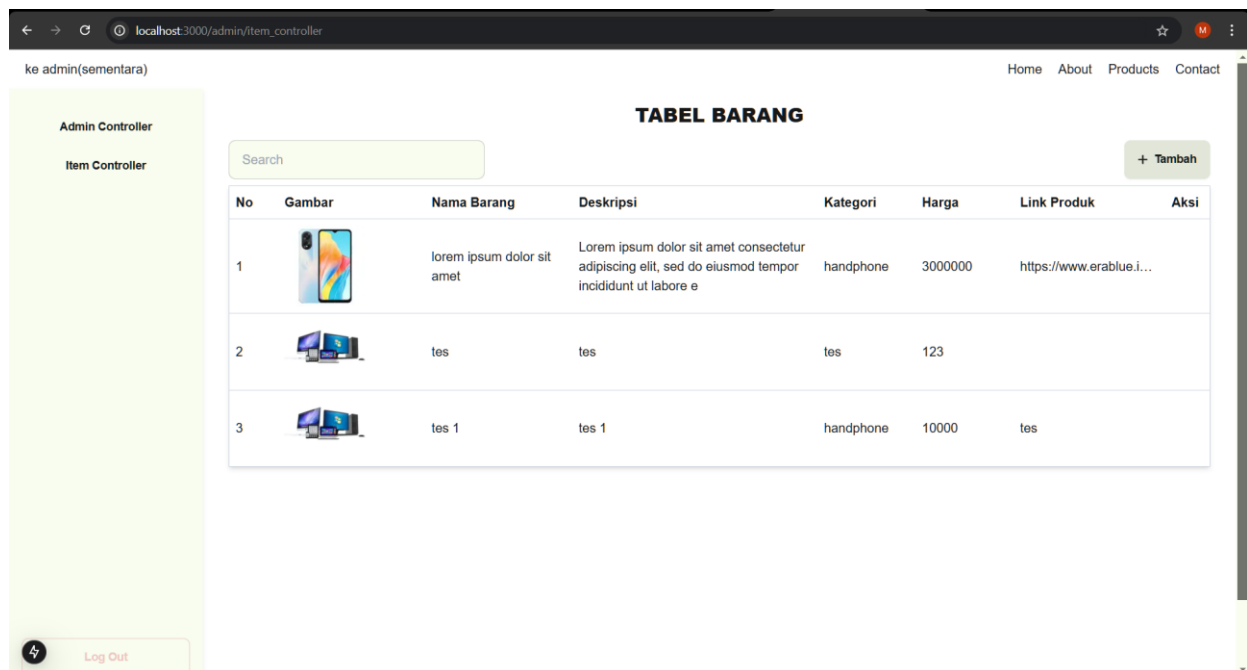 localhost:3000/admin/item_controller
M
ke admin(sementara)
Home About Products Contact
Admin Controller
Item Controller
TABEL BARANG
Search
+ Tambah
No Gambar Nama Barang Deskripsi Kategori Harga Link Produk Aksi
1 lorem ipsum dolor sit amet Lorem ipsum dolor sit amet consectetur adipiscing elit, sed do eiusmod tempor incididunt ut labore e handphone 3000000 https://www.erablue.i...
2 tes tes tes 123
3 tes 1 tes 1 handphone 10000 tes
Log Out